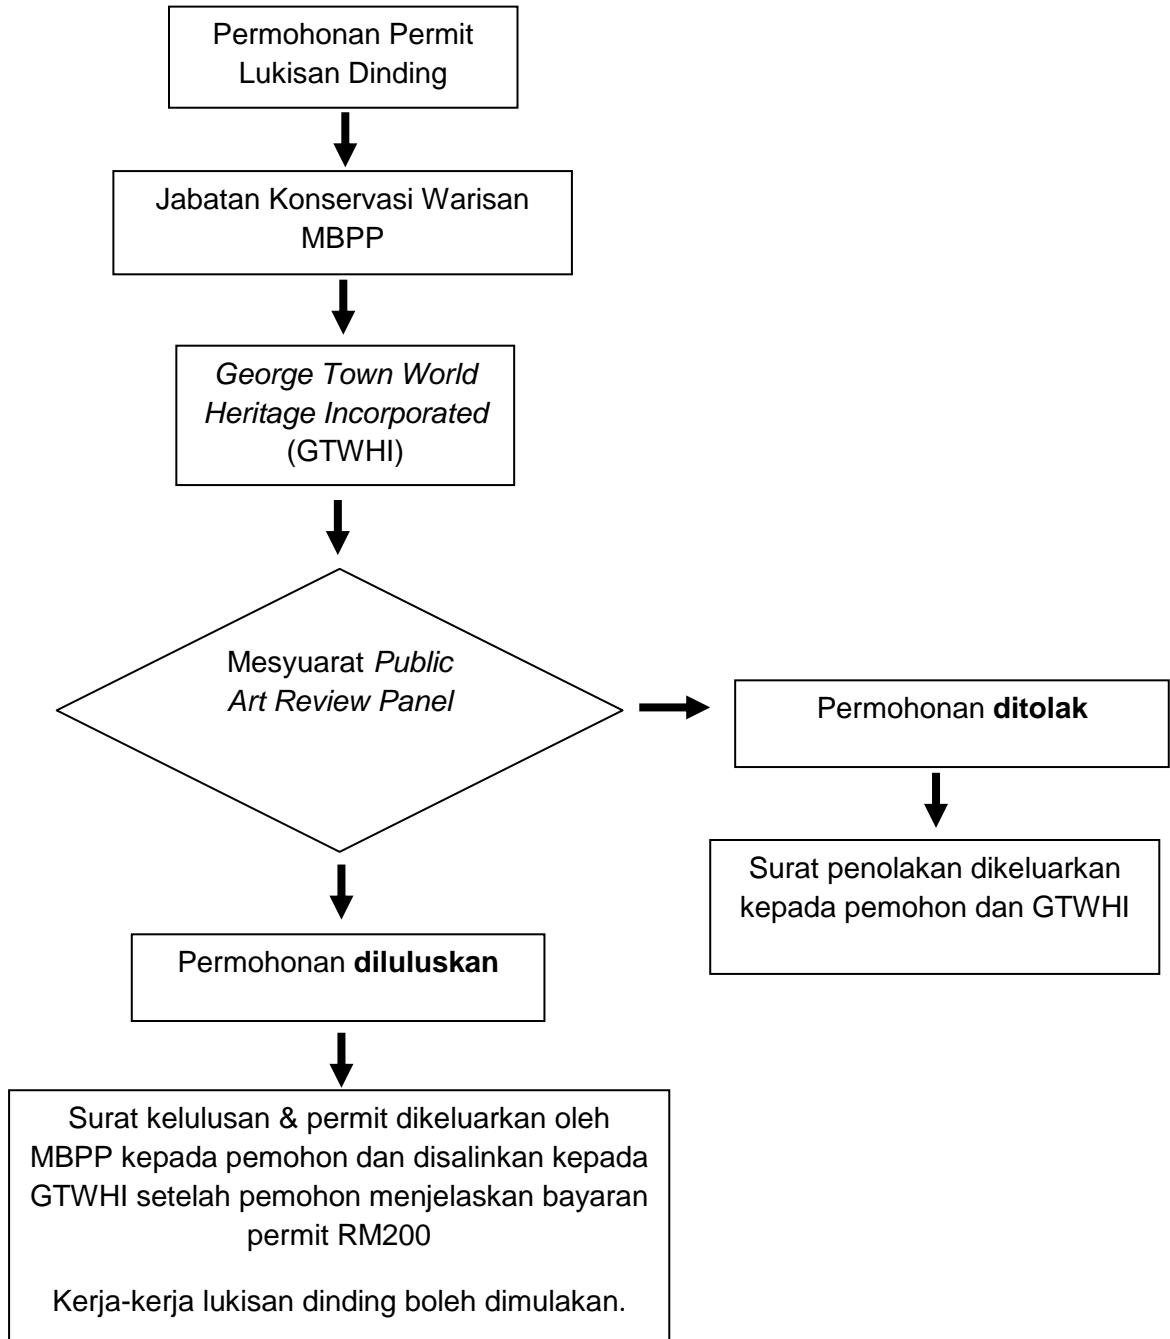 Permohonan Permit
Lukisan Dinding
Jabatan Konservasi Warisan
MBPP
George Town World
Heritage Incorporated
(GTWHI)
Mesyuarat Public
Art Review Panel
Permohonan ditolak
Surat penolakan dikeluarkan
kepada pemohon dan GTWHI
Permohonan diluluskan
Surat kelulusan & permit dikeluarkan oleh
MBPP kepada pemohon dan disalinkan kepada
GTWHI setelah pemohon menjelaskan bayaran
permit RM200
Kerja-kerja lukisan dinding boleh dimulakan.